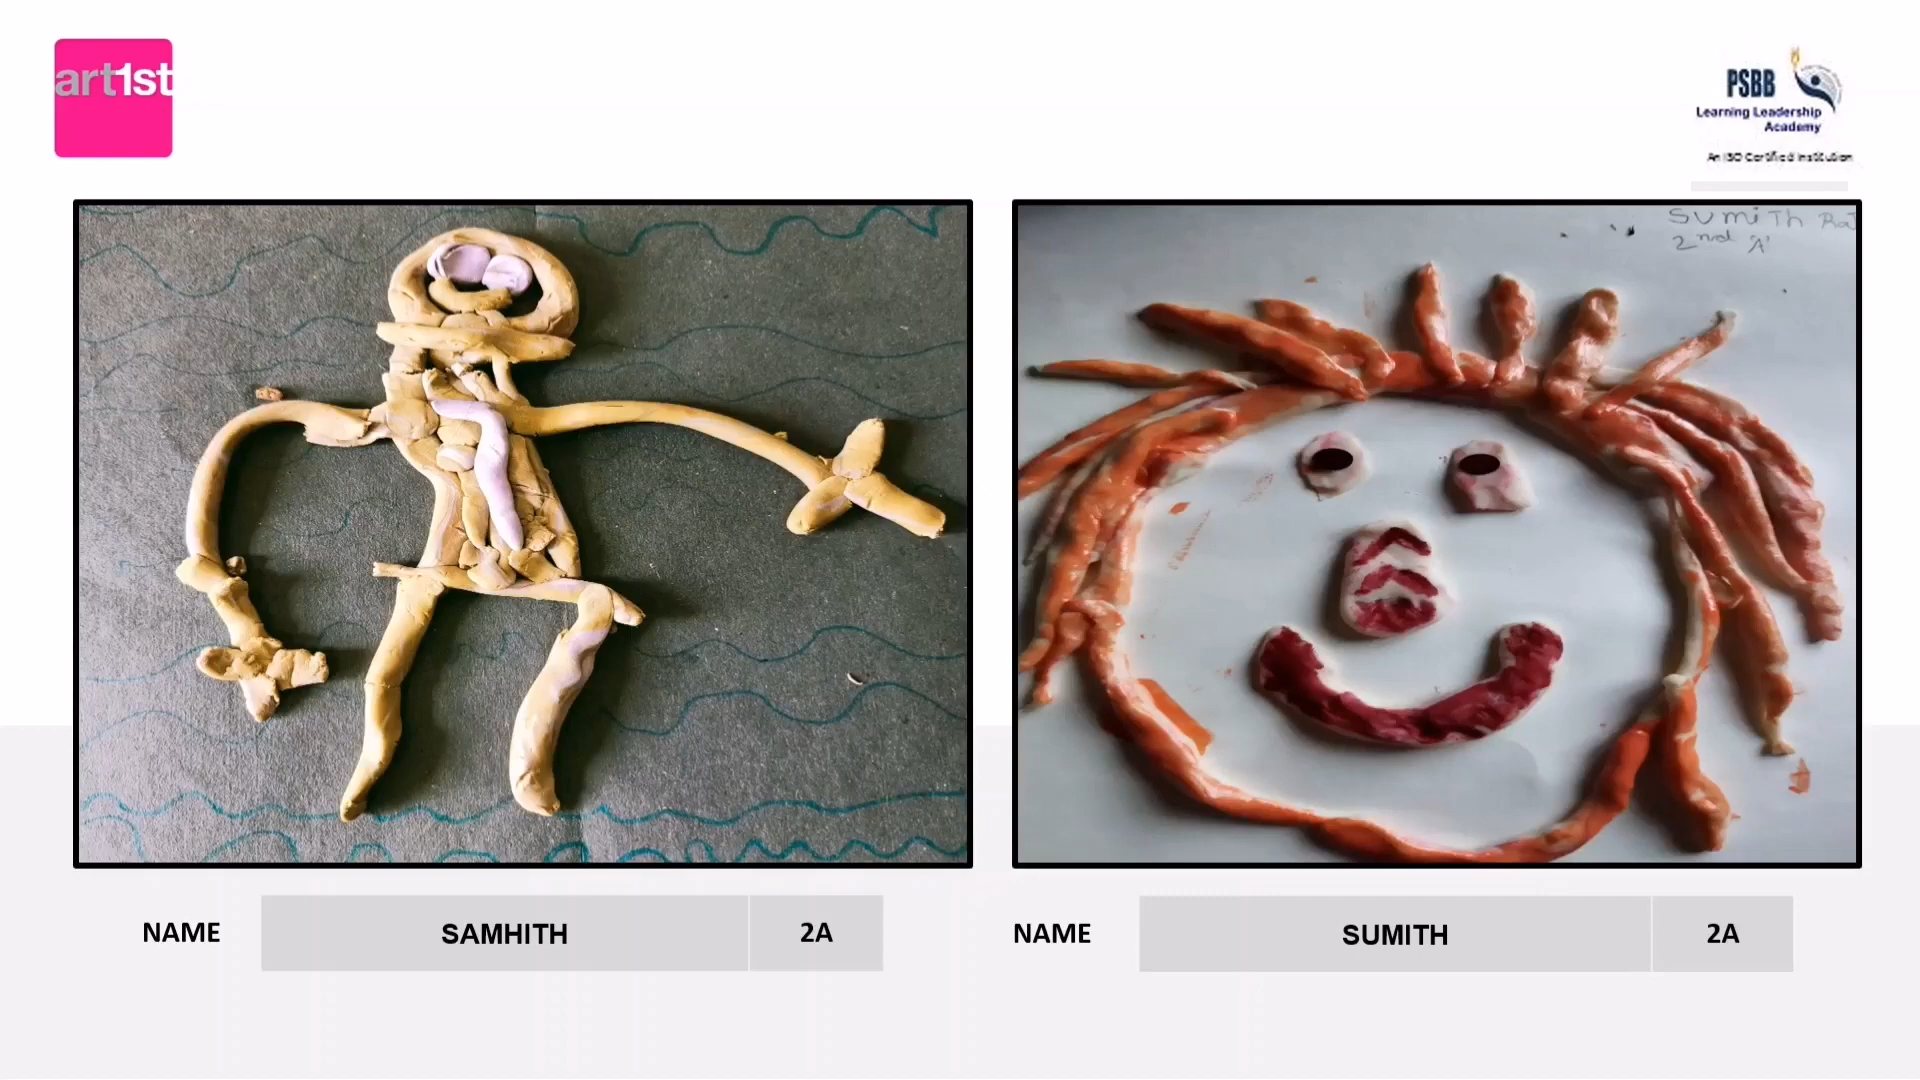 art1st
PSBB
Learning Leadership
Academy
An ISO Certified Institution
Sumith
2nd 'A'
NAME SAMHITH 2A
NAME SUMITH 2A